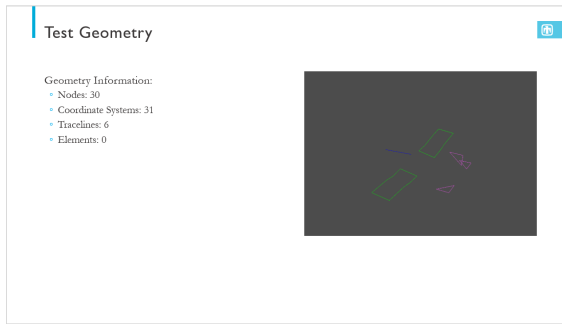 Test Geometry
Geometry Information:
Nodes: 30
Coordinate Systems: 31
Tracelines: 6
Elements: 0